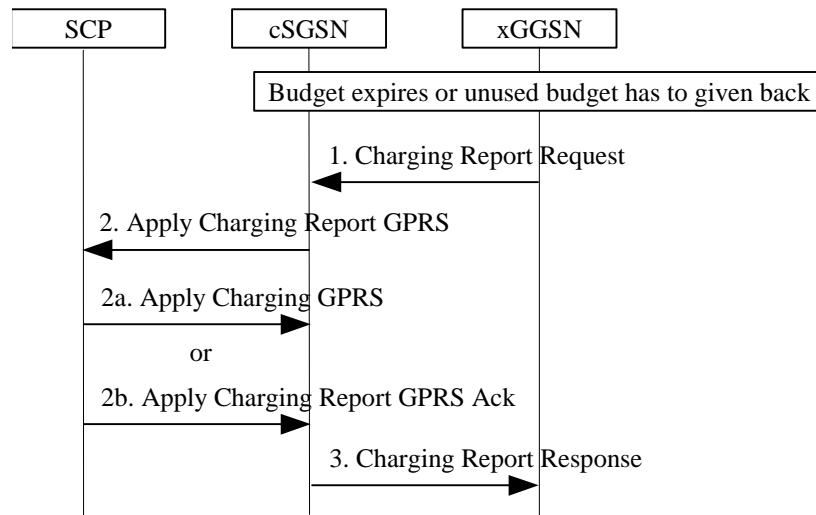 SCP
cSGSN
xGGSN
Budget expires or unused budget has to given back
1. Charging Report Request
2. Apply Charging Report GPRS
2a. Apply Charging GPRS
or
2b. Apply Charging Report GPRS Ack
3. Charging Report Response